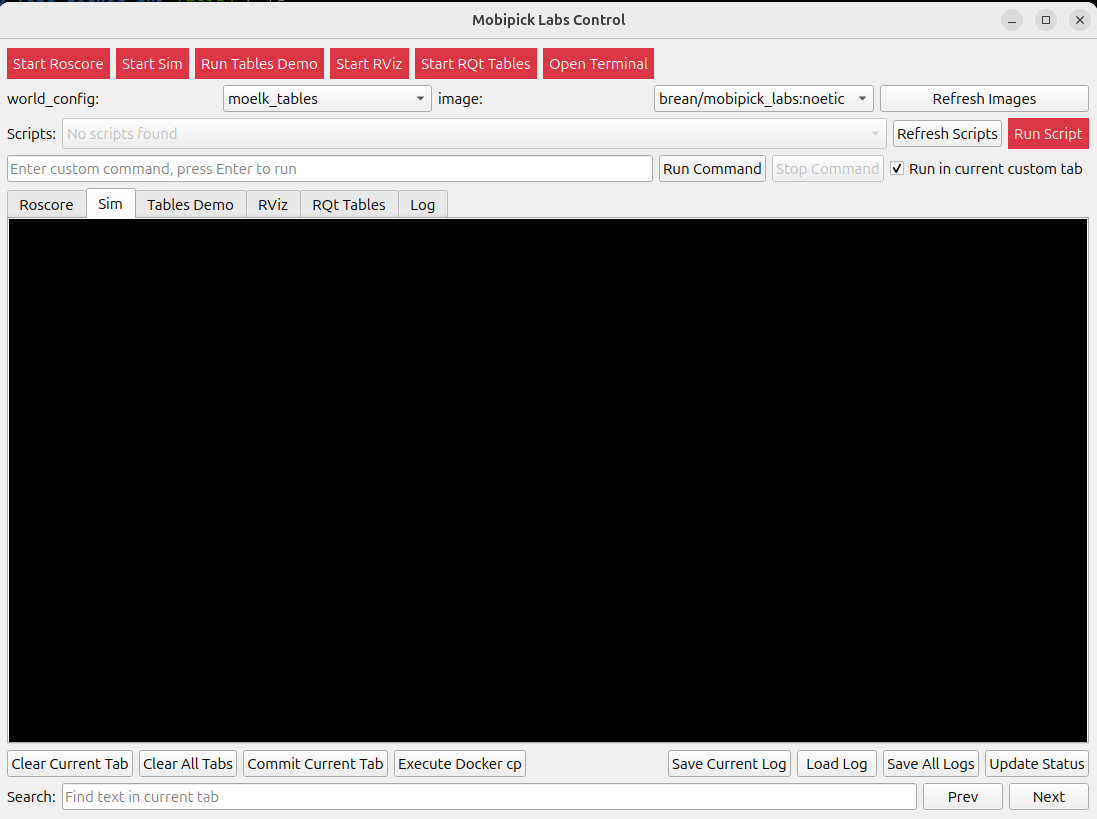 Mobipick Labs Control
Start Roscore Start Sim Run Tables Demo Start RViz Start RQt Tables Open Terminal
world_config: moelk_tables image: brean/mobipick_labs:noetic Refresh Images
Scripts: No scripts found Refresh Scripts Run Script
Enter custom command, press Enter to run Run Command Stop Command Run in current custom tab
Roscore Sim Tables Demo RViz RQt Tables Log
Clear Current Tab Clear All Tabs Commit Current Tab Execute Docker cp Save Current Log Load Log Save All Logs Update Status
Search: Find text in current tab Prev Next